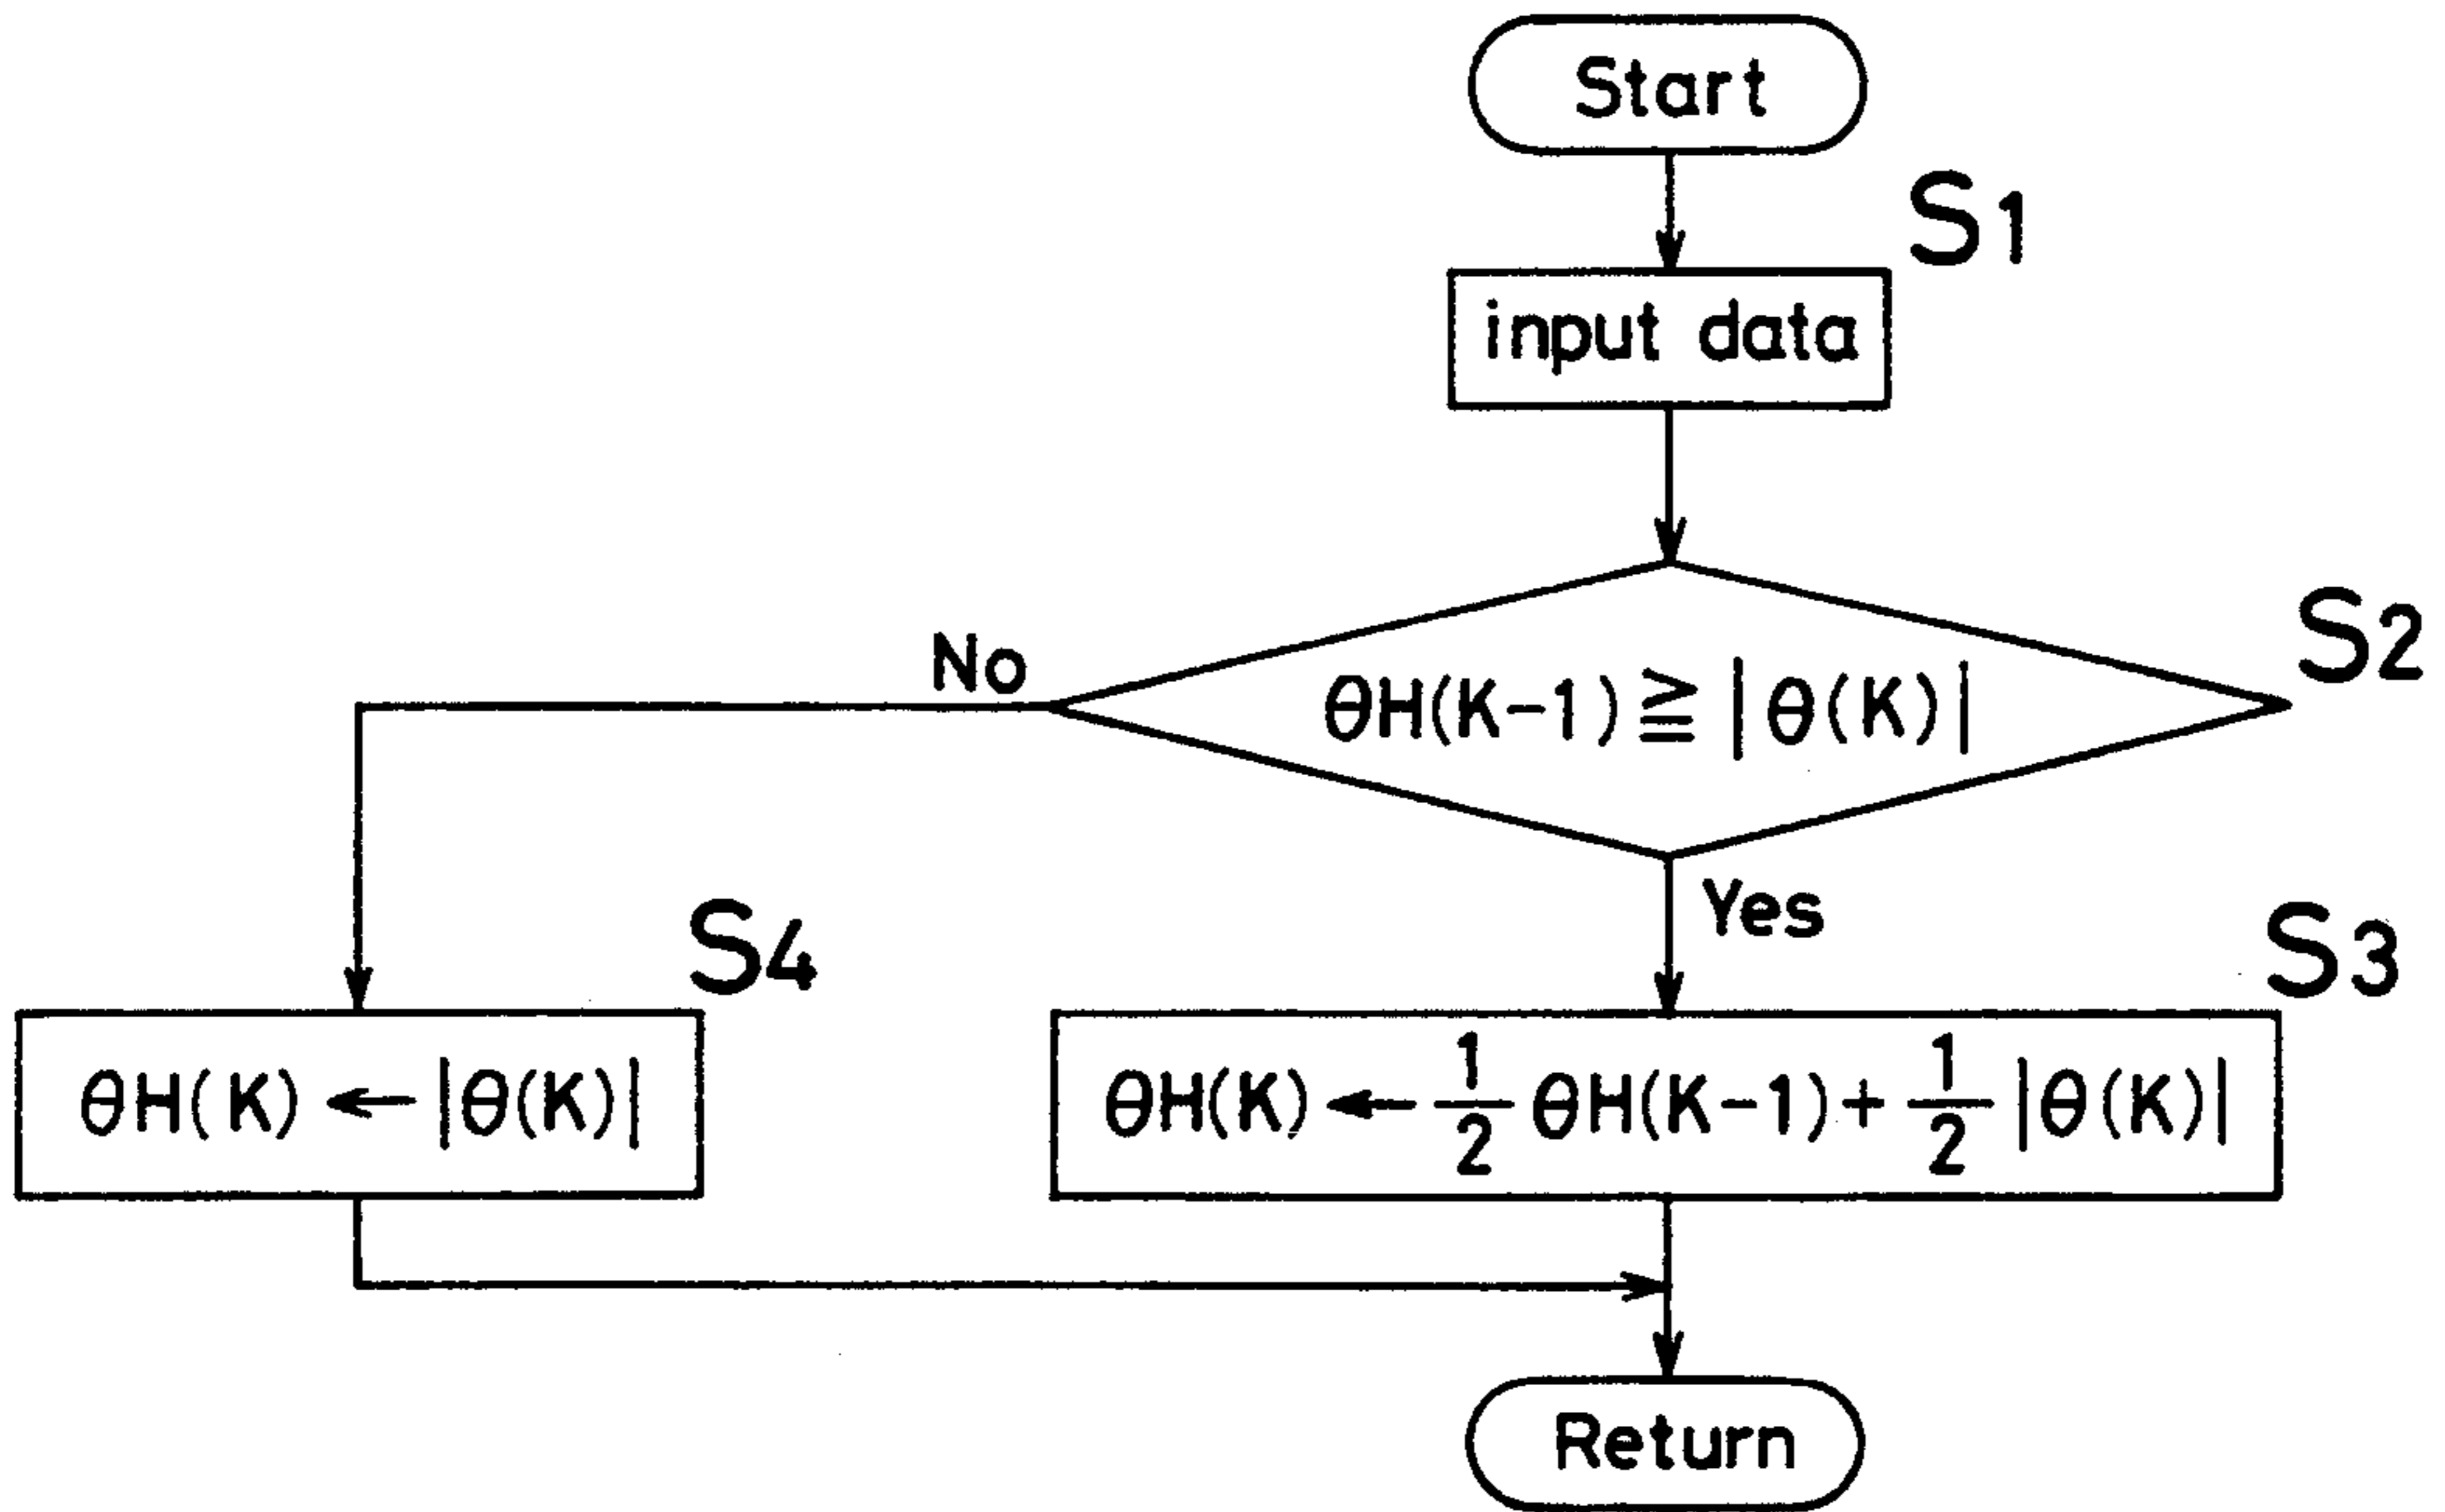 Start
S1
input data
S2
No
θH(K-1)≧|θ(K)|
Yes
S4
S3
θH(K)←|θ(K)|
θH(K)←1/2 θH(K-1)+1/2|θ(K)|
Return